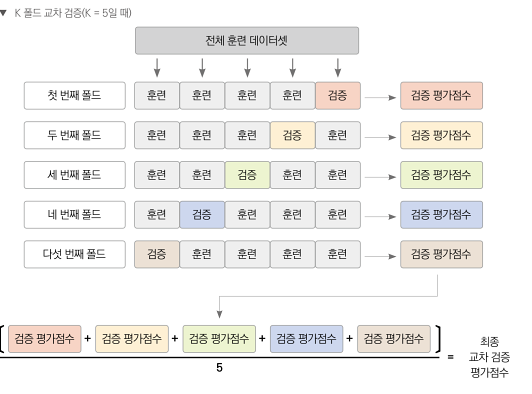 ▼ K 폴드 교차 검증(K = 5일 때)
전체 훈련 데이터셋
첫 번째 폴드 훈련 훈련 훈련 훈련 검증 검증 평가점수
두 번째 폴드 훈련 훈련 훈련 검증 훈련 검증 평가점수
세 번째 폴드 훈련 훈련 검증 훈련 훈련 검증 평가점수
네 번째 폴드 훈련 검증 훈련 훈련 훈련 검증 평가점수
다섯 번째 폴드 검증 훈련 훈련 훈련 훈련 검증 평가점수
( 검증 평가점수 + 검증 평가점수 + 검증 평가점수 + 검증 평가점수 + 검증 평가점수 )
5
=
최종
교차 검증
평가점수